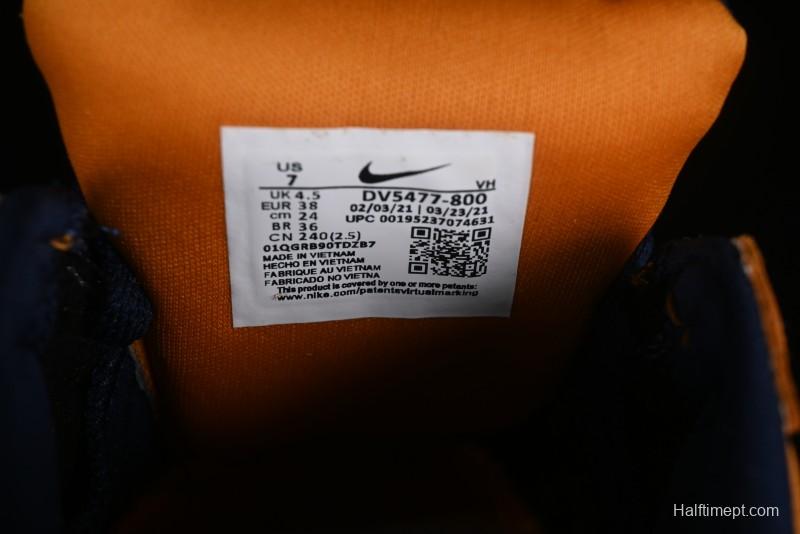 US
7
VH
UK 4.5
EUR 38
cm 24
BR 36
CN 240(2.5)
DV5477-800
02/03/21 | 03/23/21
UPC 00195237074631
01QGRB90TDZB7
MADE IN VIETNAM
HECHO EN VIETNAM
FABRIQUE AU VIETNAM
FABRICADO NO VIETNA
This product is covered by one or more patents:
www.nike.com/patentsvirtualmarking
Halftimept.com